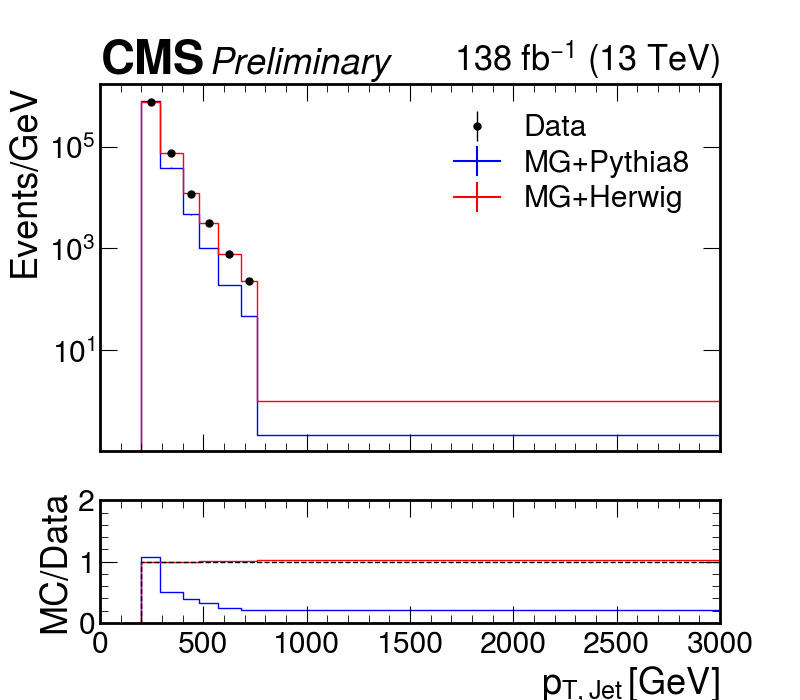 CMS Preliminary 138 fb⁻¹ (13 TeV)
Events/GeV
10⁵
10³
10¹
Data
MG+Pythia8
MG+Herwig
MC/Data
2
1
0
0 500 1000 1500 2000 2500 3000
p_T, Jet [GeV]